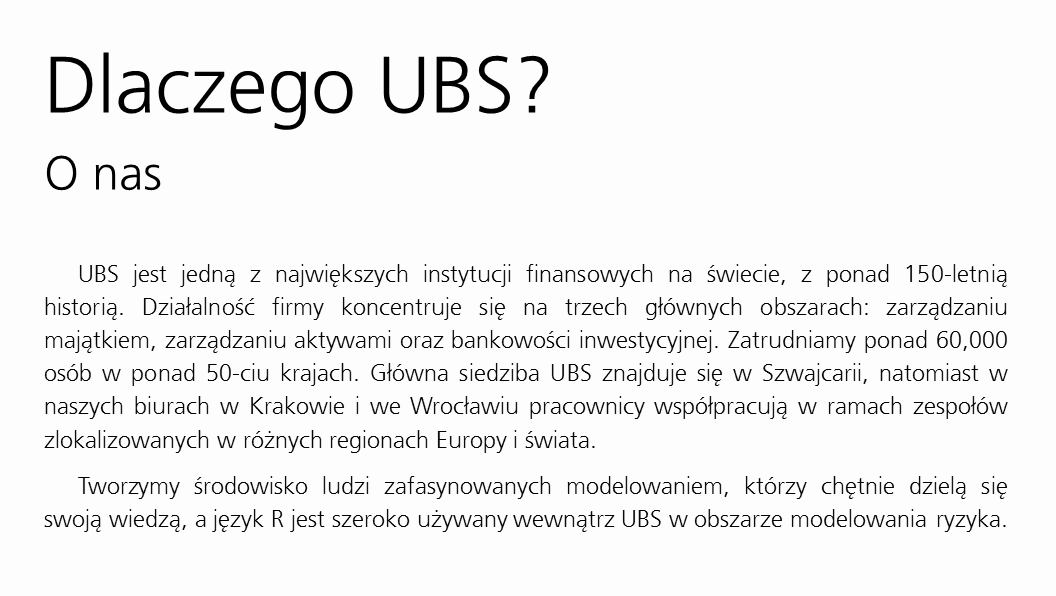 Dlaczego UBS?
O nas
UBS jest jedną z największych instytucji finansowych na świecie, z ponad 150-letnią
historią. Działalność firmy koncentruje się na trzech głównych obszarach: zarządzaniu
majątkiem, zarządzaniu aktywami oraz bankowości inwestycyjnej. Zatrudniamy ponad 60,000
osób w ponad 50-ciu krajach. Główna siedziba UBS znajduje się w Szwajcarii, natomiast w
naszych biurach w Krakowie i we Wrocławiu pracownicy współpracują w ramach zespołów
zlokalizowanych w różnych regionach Europy i świata.
Tworzymy środowisko ludzi zafasynowanych modelowaniem, którzy chętnie dzielą się
swoją wiedzą, a język R jest szeroko używany wewnątrz UBS w obszarze modelowania ryzyka.